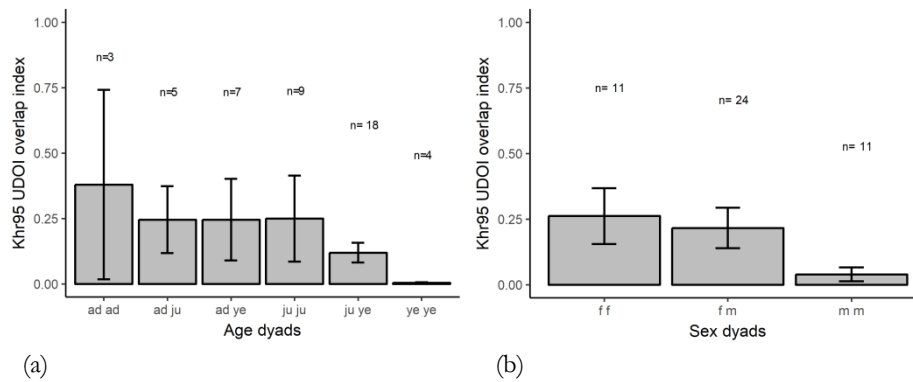 1.00
0.75
0.50
0.25
0.00
Khr95 UDOI overlap index
n=3
n=5
n=7
n=9
n= 18
n=4
ad ad
ad ju
ad ye
ju ju
ju ye
ye ye
Age dyads
(a)
1.00
0.75
0.50
0.25
0.00
Khr95 UDOI overlap index
n= 11
n= 24
n= 11
f f
f m
m m
Sex dyads
(b)